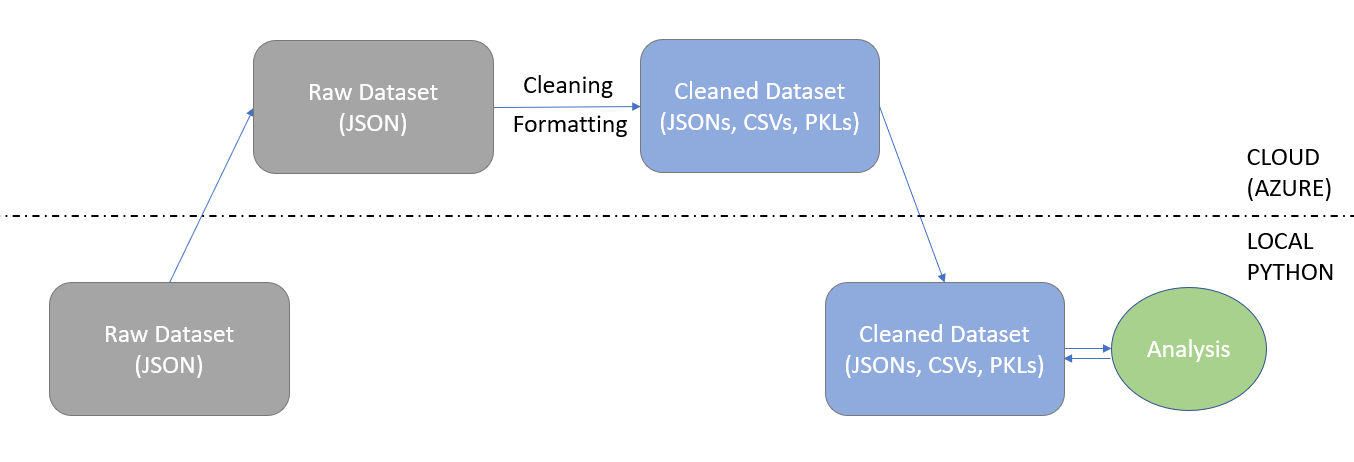 Raw Dataset
(JSON)
Cleaning
Formatting
Cleaned Dataset
(JSONs, CSVs, PKLs)
CLOUD
(AZURE)
LOCAL
PYTHON
Raw Dataset
(JSON)
Cleaned Dataset
(JSONs, CSVs, PKLs)
Analysis